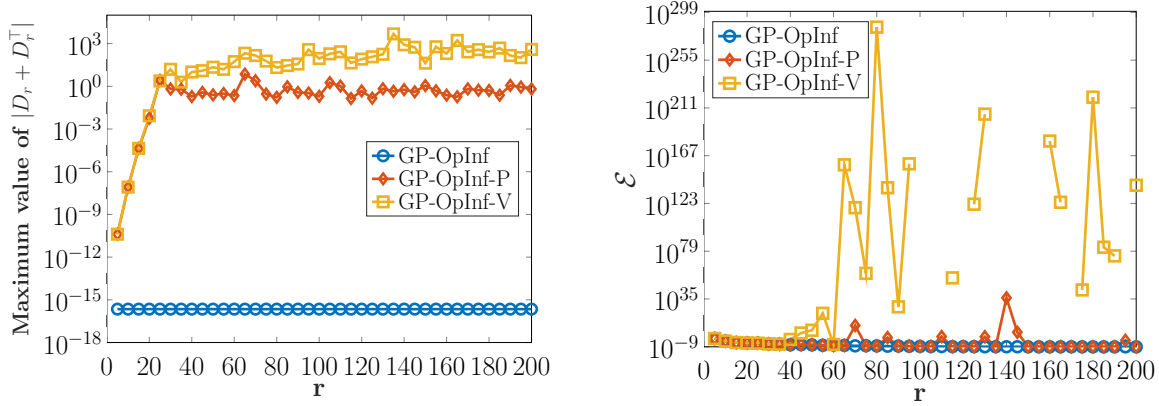 Maximum value of |D_r + D_r^⊤|
10^3
10^0
10^−3
10^−6
10^−9
10^−12
10^−15
10^−18
0 20 40 60 80 100 120 140 160 180 200
r
GP-OpInf
GP-OpInf-P
GP-OpInf-V
ℰ
10^299
10^255
10^211
10^167
10^123
10^79
10^35
10^−9
0 20 40 60 80 100 120 140 160 180 200
r
GP-OpInf
GP-OpInf-P
GP-OpInf-V